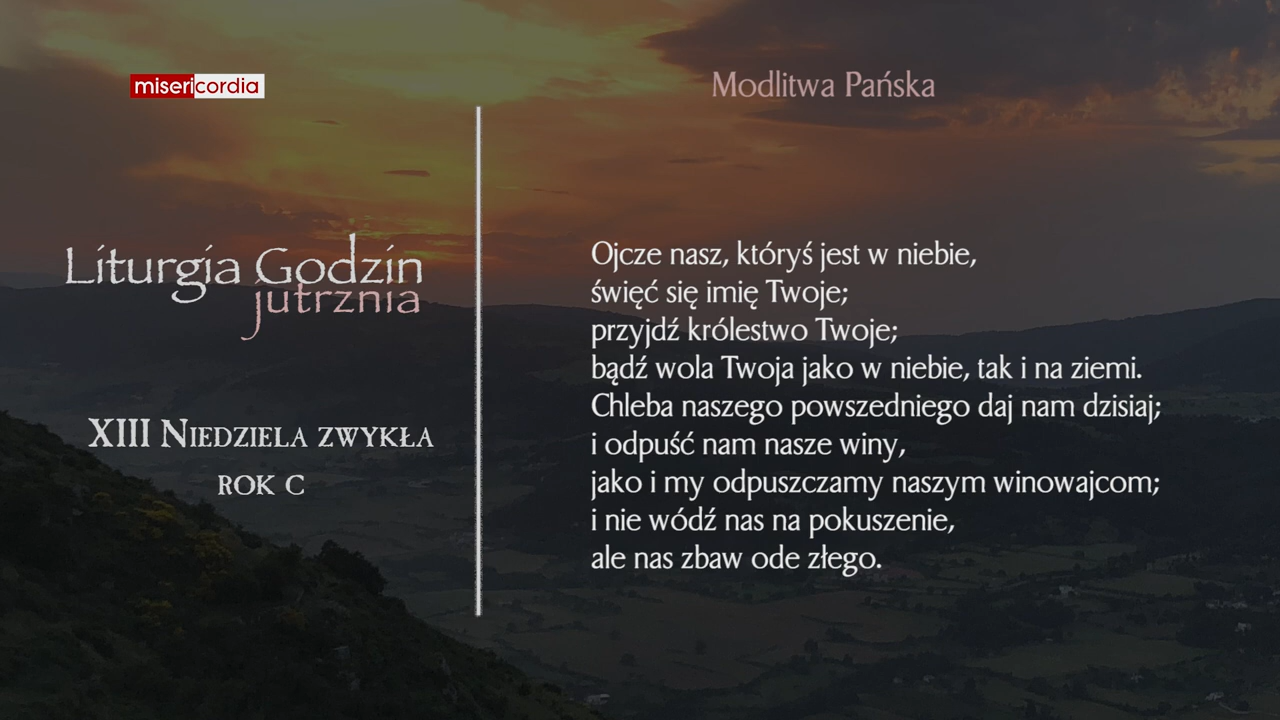 misericordia
Liturgia Godzin
jutrznia
XIII Niedziela zwykła
rok C
Modlitwa Pańska
Ojcze nasz, któryś jest w niebie,
święć się imię Twoje;
przyjdź królestwo Twoje;
bądź wola Twoja jako w niebie, tak i na ziemi.
Chleba naszego powszedniego daj nam dzisiaj;
i odpuść nam nasze winy,
jako i my odpuszczamy naszym winowajcom;
i nie wódź nas na pokuszenie,
ale nas zbaw ode złego.